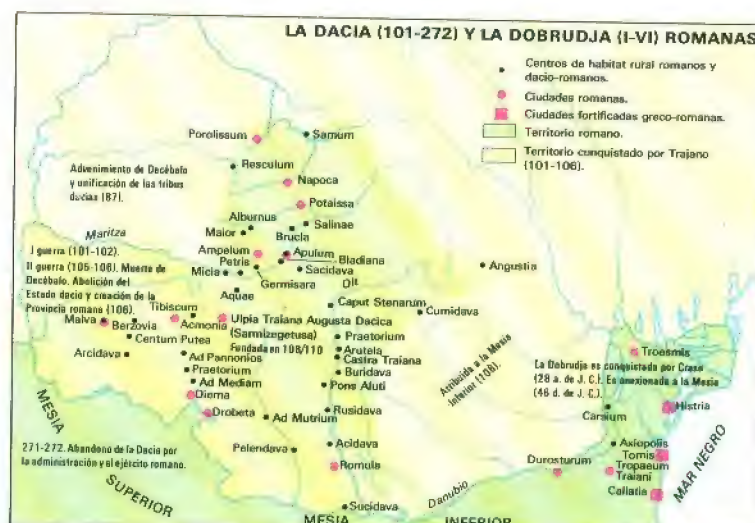 LA DACIA (101-272) Y LA DOBRUDJA (I-VI) ROMANAS
Centros de habitat rural romanos y
dacio-romanos.
Ciudades romanas.
Ciudades fortificadas greco-romanas.
Territorio romano.
Territorio conquistado por Trajano
(101-106).
Porolissum
Samum
Resculum
Advenimiento de Decébalo
y unificación de las tribus
dacias (87).
Napoca
Potaissa
Alburnus
Maior
Salinae
Brucla
Maritza
Ampelum
Apulum
Petris
Bladiana
Micia
Sacidava
Germisara
Olt
Angustia
I guerra (101-102).
II guerra (105-106). Muerte de
Decébalo. Abolición del
Estado dacio y creación de la
Provincia romana (106).
Aquae
Caput Stenarum
Cumidava
Tibiscum
Malva
Berzovia
Acmonia
Ulpia Traiana Augusta Dacica
(Sarmizegetusa)
Fundada en 108/110
Centum Putea
Praetorium
Arutela
Castra Traiana
Arcidava
Ad Pannonios
Buridava
Praetorium
Ad Mediam
Pons Aluti
Dierna
Drobeta
Ad Mutrium
Rusidava
Arribuida a la Mesia
Inferior (106).
Troesmis
La Dobrudja es conquistada por Craso
(28 a. de J. C.). Es anexionada a la Mesia
(46 d. de J. C.).
Carsium
Histria
MESIA
271-272. Abandono de la Dacia por
la administración y el ejército romano.
Pelendava
Acidava
Romula
Axiopolis
Tomis
Durosturum
Tropaeum
Traiani
Callatia
MAR NEGRO
SUPERIOR
Sucidava
Danubio
MESIA
INFERIOR